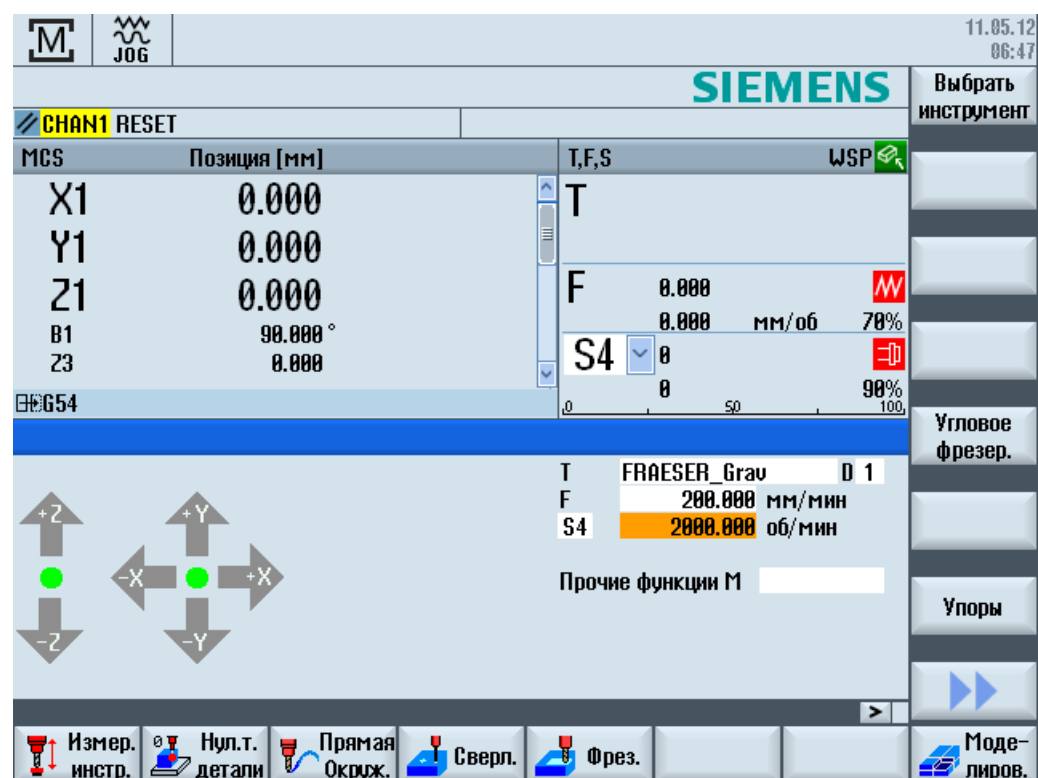 M
JOG
11.05.12
06:47
SIEMENS
Выбрать
инструмент
CHAN1 RESET
MCS Позиция [мм]
T,F,S WSP
X1 0.000
Y1 0.000
Z1 0.000
B1 90.000 °
Z3 0.000
G54
T
F 0.000
0.000 мм/об 70%
S4 0
0 90%
0 50 100
Угловое
фрезер.
T FRAESER_Grav D 1
F 200.000 мм/мин
S4 2000.000 об/мин
Прочие функции M
+Z
-Z
+Y
-X
+X
-Y
Упоры
>
Измер.
инстр.
0
Нул.т.
детали
Прямая
Окруж.
Сверл.
Фрез.
Моде-
лиров.